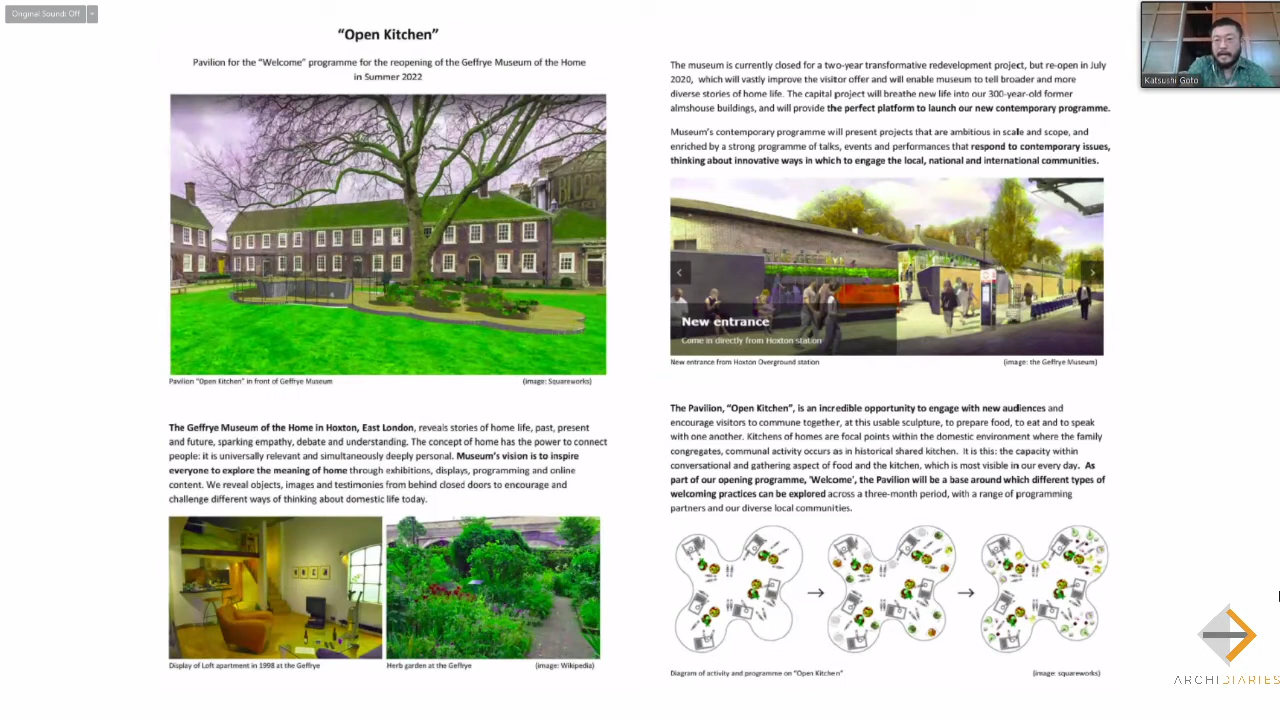 Original Sound: Off
"Open Kitchen"
Pavilion for the "Welcome" programme for the reopening of the Geffrye Museum of the Home
in Summer 2022
Pavilion "Open Kitchen" in front of Geffrye Museum
(image: Squareworks)
The Geffrye Museum of the Home in Hoxton, East London, reveals stories of home life, past, present
and future, sparking empathy, debate and understanding. The concept of home has the power to connect
people: it is universally relevant and simultaneously deeply personal. Museum's vision is to inspire
everyone to explore the meaning of home through exhibitions, displays, programming and online
content. We reveal objects, images and testimonies from behind closed doors to encourage and
challenge different ways of thinking about domestic life today.
Display of Loft apartment in 1998 at the Geffrye
Herb garden at the Geffrye
(image: Wikipedia)
The museum is currently closed for a two-year transformative redevelopment project, but re-open in July
2020, which will vastly improve the visitor offer and will enable museum to tell broader and more
diverse stories of home life. The capital project will breathe new life into our 300-year-old former
almshouse buildings, and will provide the perfect platform to launch our new contemporary programme.
Museum's contemporary programme will present projects that are ambitious in scale and scope, and
enriched by a strong programme of talks, events and performances that respond to contemporary issues,
thinking about innovative ways in which to engage the local, national and international communities.
New entrance
Come in directly from Hoxton station
New entrance from Hoxton Overground station
(image: the Geffrye Museum)
The Pavilion, "Open Kitchen", is an incredible opportunity to engage with new audiences and
encourage visitors to commune together, at this usable sculpture, to prepare food, to eat and to speak
with one another. Kitchens of homes are focal points within the domestic environment where the family
congregates, communal activity occurs as in historical shared kitchen. It is this: the capacity within
conversational and gathering aspect of food and the kitchen, which is most visible in our every day. As
part of our opening programme, 'Welcome', the Pavilion will be a base around which different types of
welcoming practices can be explored across a three-month period, with a range of programming
partners and our diverse local communities.
Diagram of activity and programme on "Open Kitchen"
(image: squareworks)
Katsushi Goto
ARCHIDIARIES